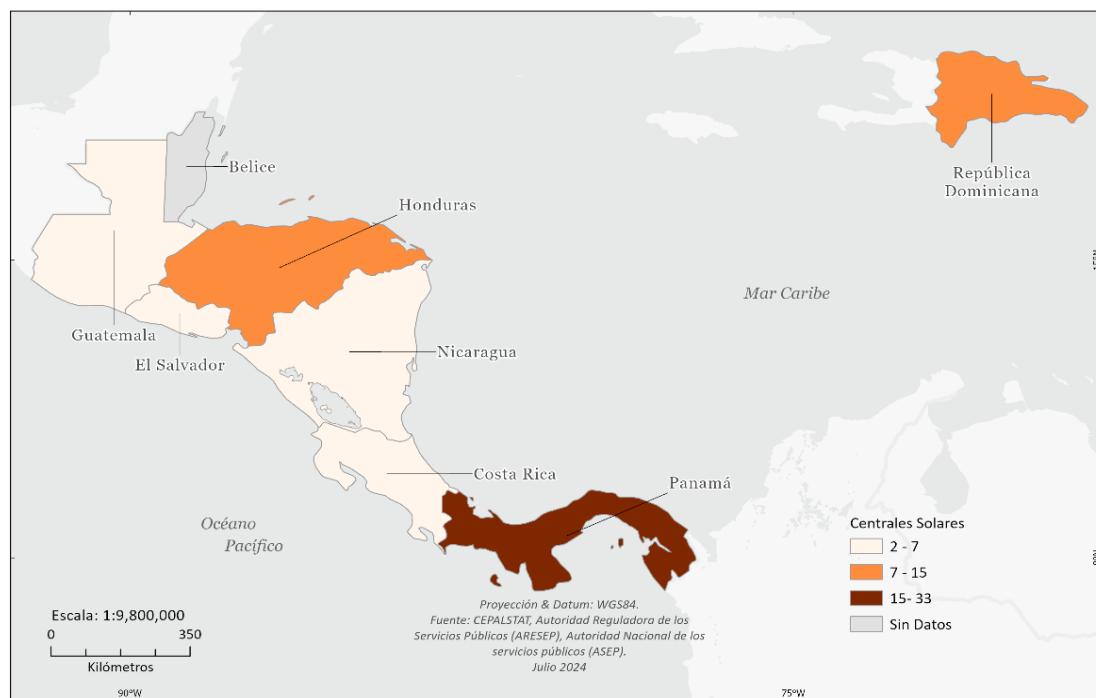 Belice
Honduras
República
Dominicana
15°N
Mar Caribe
Guatemala
El Salvador
Nicaragua
Costa Rica
Panamá
Océano
Pacífico
Centrales Solares
2 - 7
7 - 15
15- 33
Sin Datos
Escala: 1:9,800,000
0 350
Kilómetros
Proyección & Datum: WGS84.
Fuente: CEPALSTAT, Autoridad Reguladora de los
Servicios Públicos (ARESEP), Autoridad Nacional de los
servicios públicos (ASEP).
Julio 2024
90°W
75°W